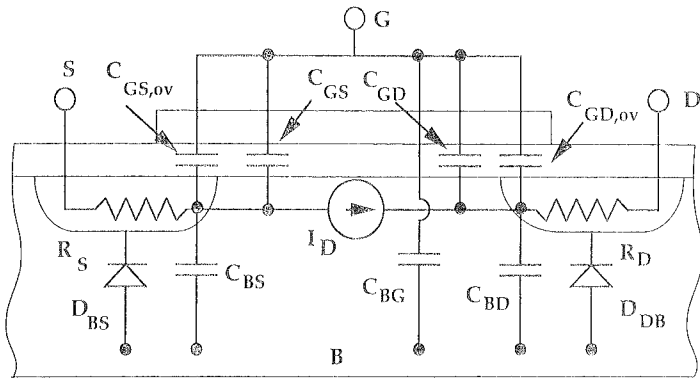 G
S
C GS,ov
C GS
C GD
C GD,ov
D
R S
I D
R D
D BS
C BS
C BG
C BD
D DB
B